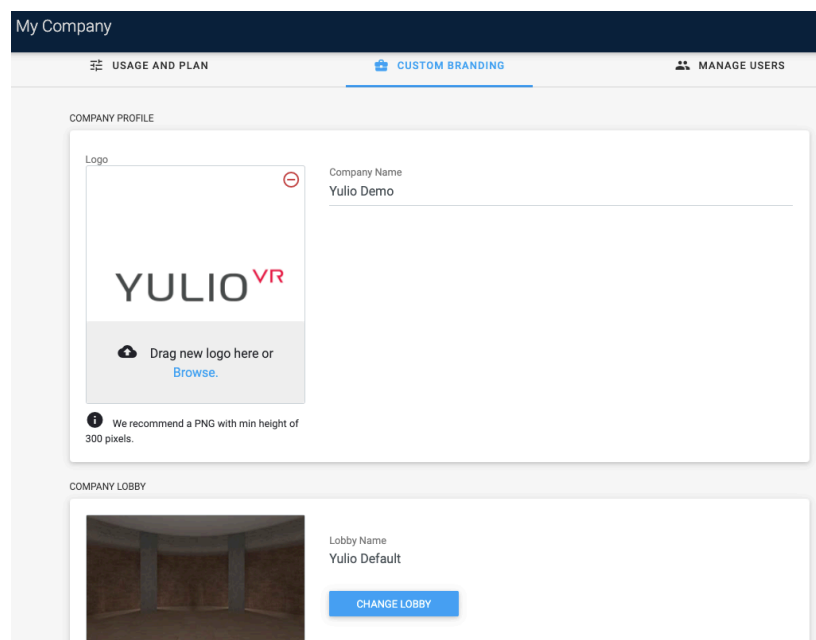 My Company
USAGE AND PLAN
CUSTOM BRANDING
MANAGE USERS
COMPANY PROFILE
Logo
YULIO VR
Drag new logo here or
Browse.
We recommend a PNG with min height of
300 pixels.
Company Name
Yulio Demo
COMPANY LOBBY
Lobby Name
Yulio Default
CHANGE LOBBY